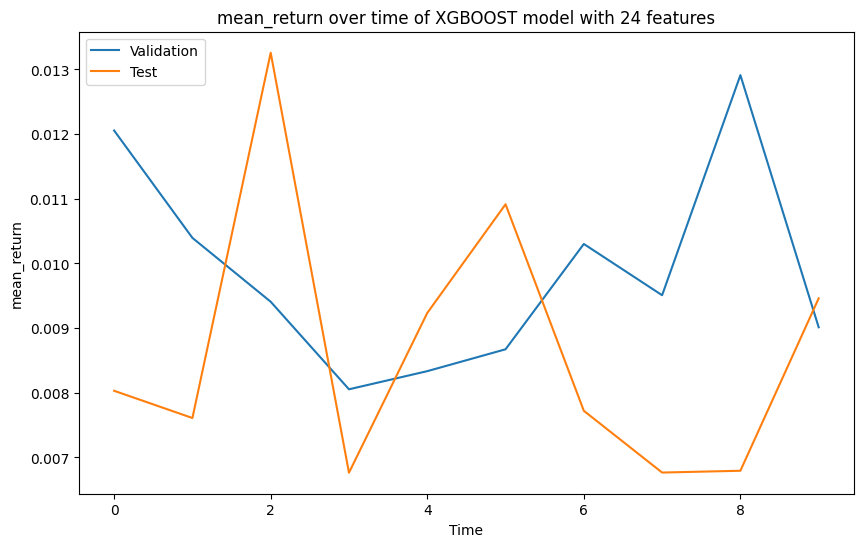 mean_return over time of XGBOOST model with 24 features
Validation
Test
0.013
0.012
0.011
0.010
0.009
0.008
0.007
mean_return
0 2 4 6 8
Time